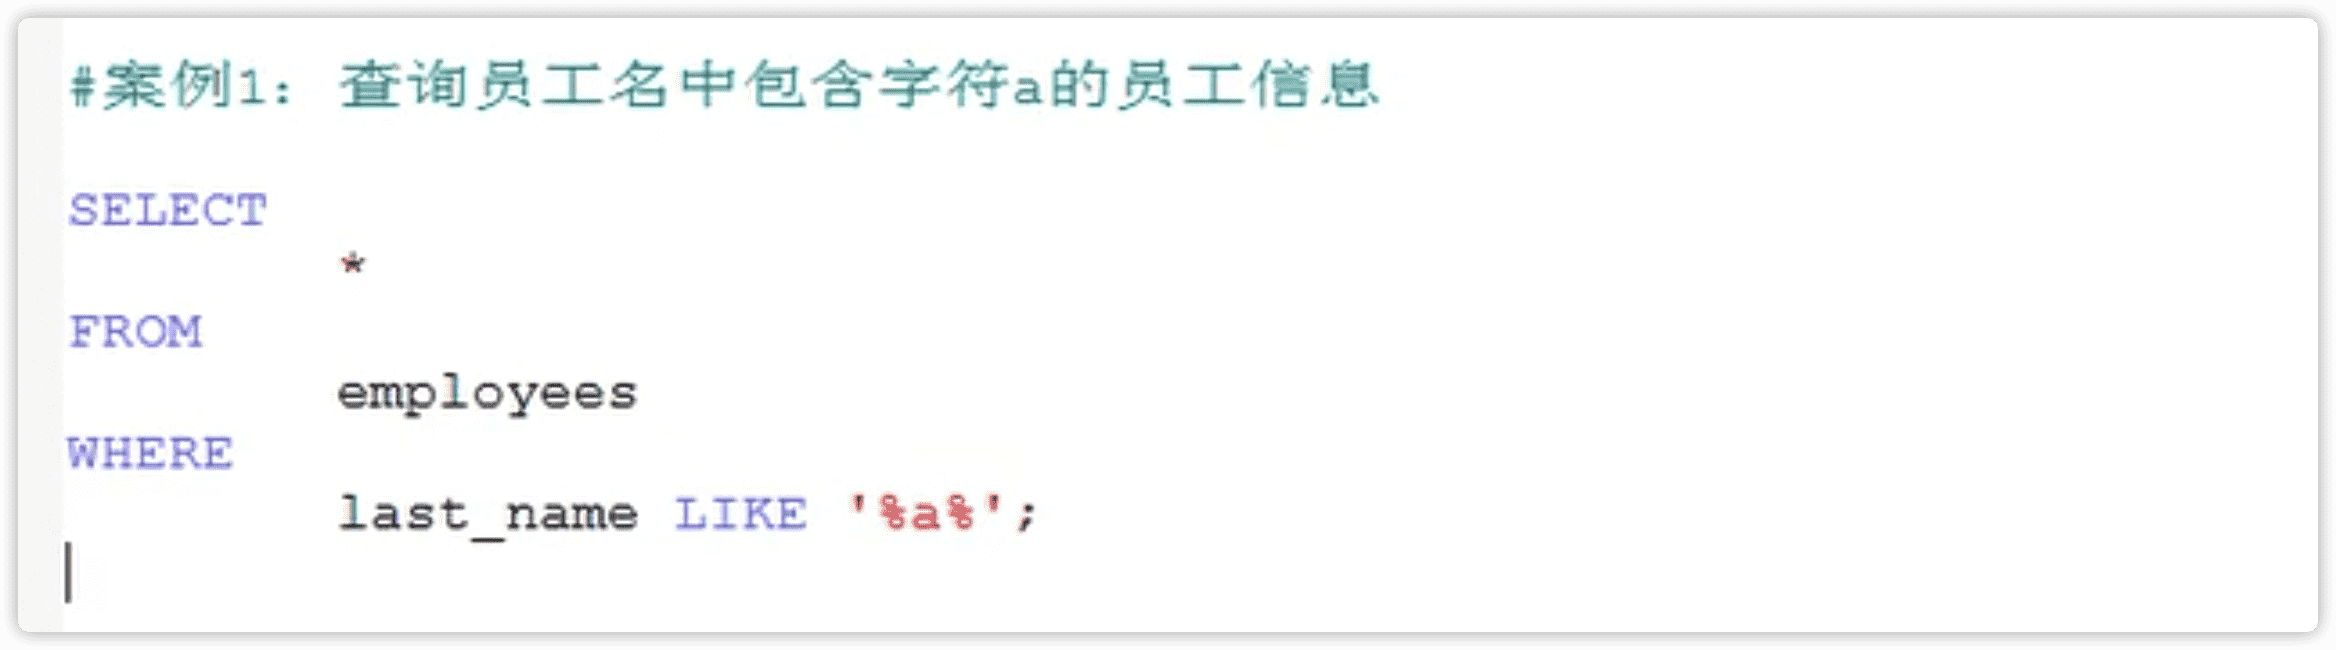 #案例1：查询员工名中包含字符a的员工信息
SELECT
*
FROM
employees
WHERE
last_name LIKE '%a%';